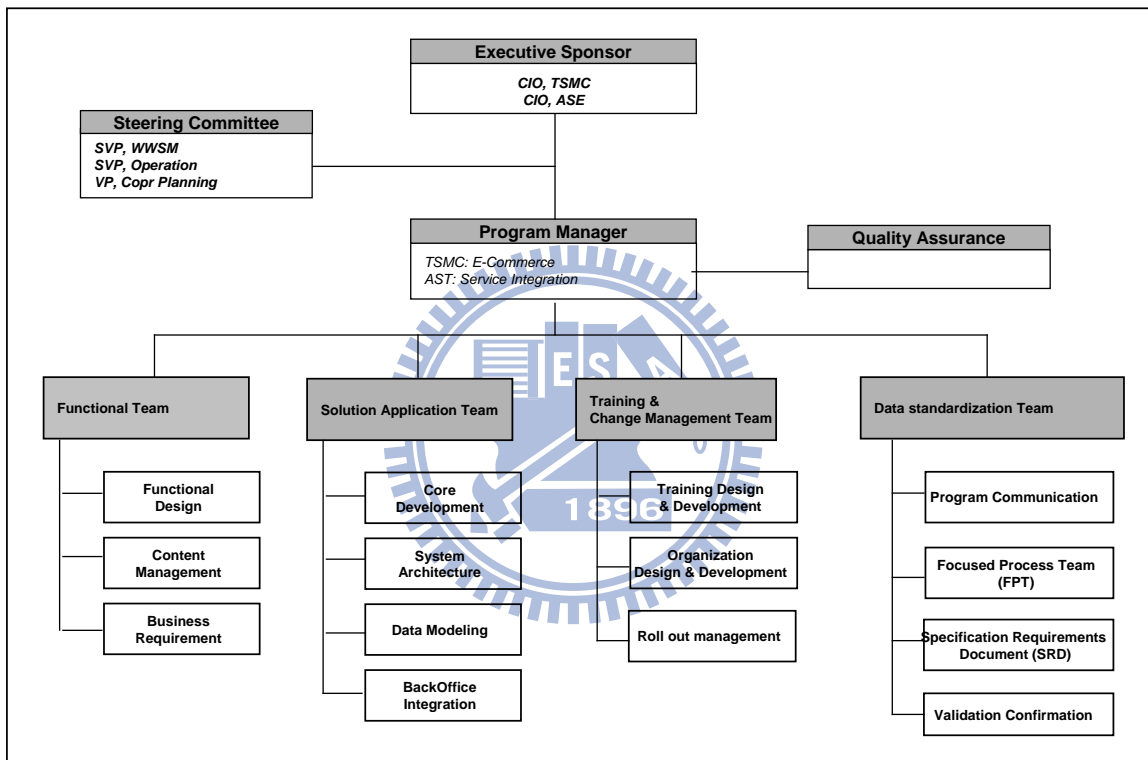 Executive Sponsor
CIO, TSMC
CIO, ASE
Steering Committee
SVP, WWSM
SVP, Operation
VP, Copr Planning
Program Manager
TSMC: E-Commerce
AST: Service Integration
Quality Assurance
Functional Team
Functional
Design
Content
Management
Business
Requirement
Solution Application Team
Core
Development
System
Architecture
Data Modeling
BackOffice
Integration
Training &
Change Management Team
Training Design
& Development
Organization
Design & Development
Roll out management
Data standardization Team
Program Communication
Focused Process Team
(FPT)
Specification Requirements
Document (SRD)
Validation Confirmation
E S A
1896